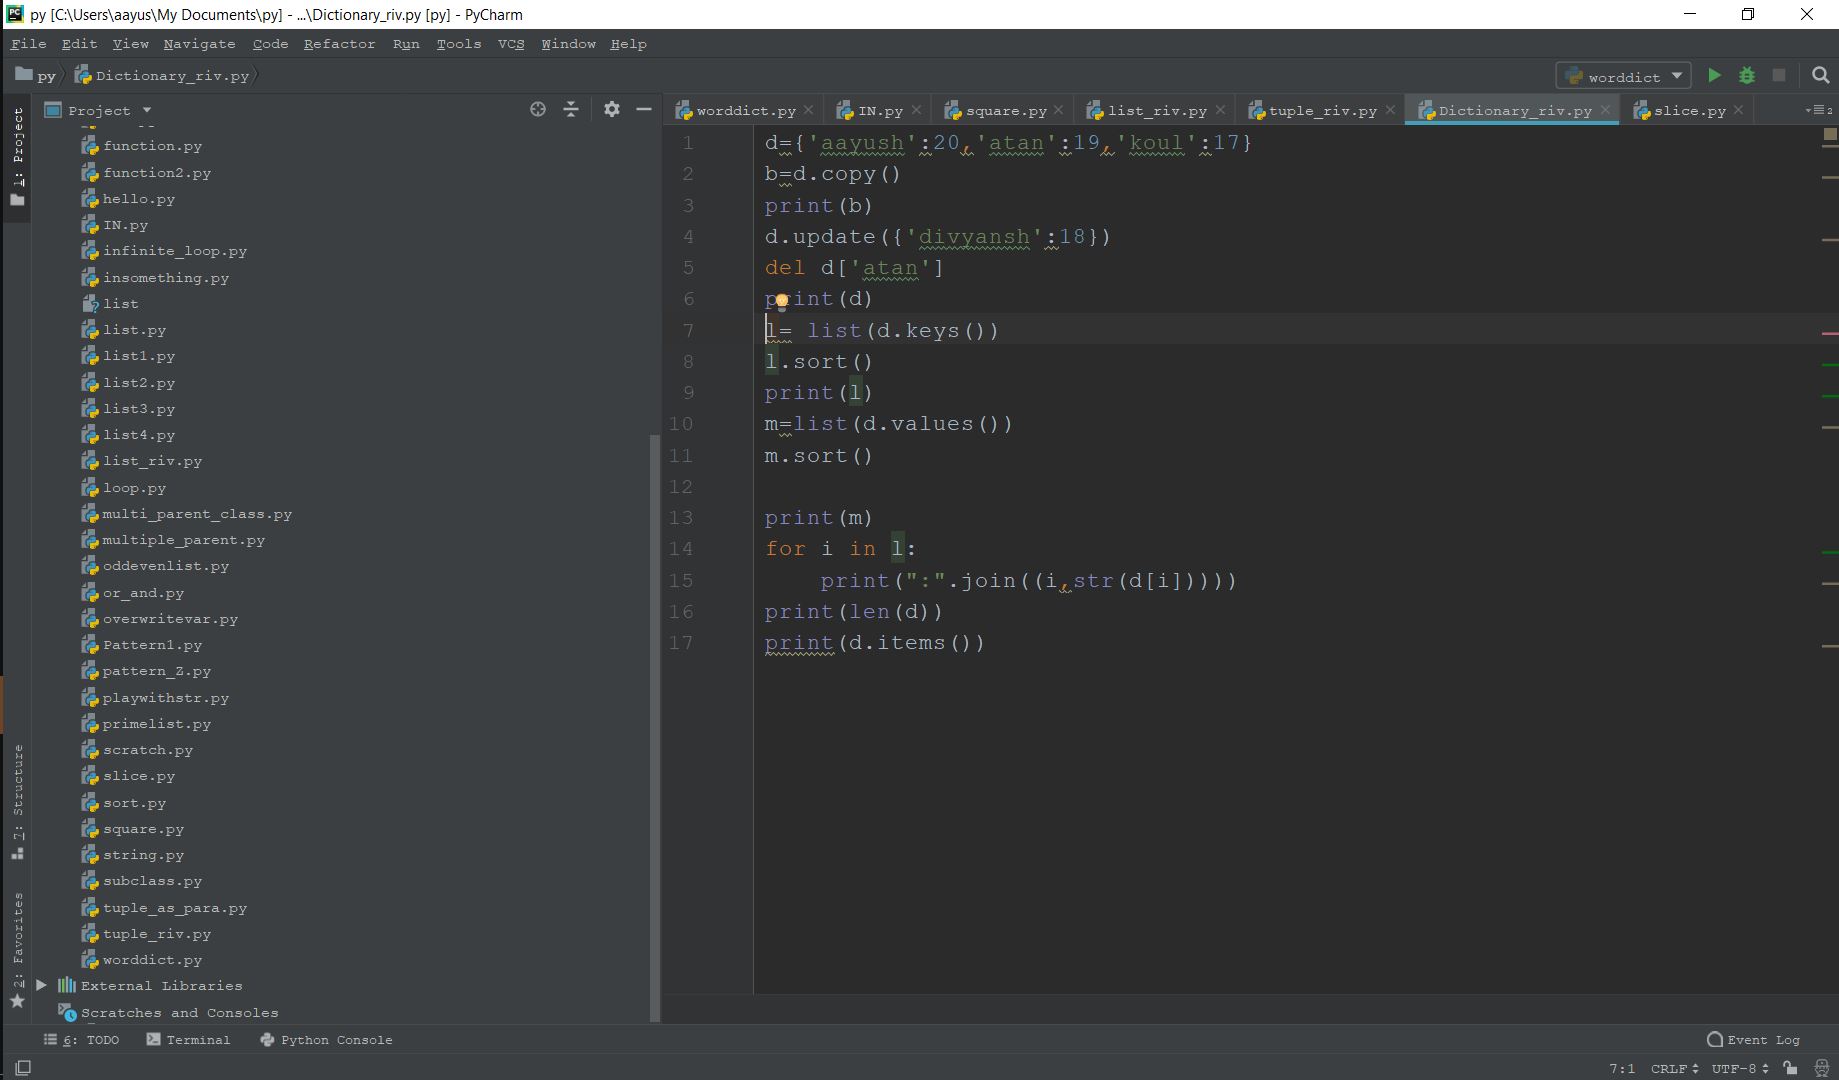 py [C:\Users\aayus\My Documents\py] - ...\Dictionary_riv.py [py] - PyCharm
File Edit View Navigate Code Refactor Run Tools VCS Window Help
py Dictionary_riv.py worddict
1: Project
Project
worddict.py IN.py square.py list_riv.py tuple_riv.py Dictionary_riv.py slice.py
function.py
function2.py
hello.py
IN.py
infinite_loop.py
insomething.py
list
list.py
list1.py
list2.py
list3.py
list4.py
list_riv.py
loop.py
multi_parent_class.py
multiple_parent.py
oddevenlist.py
or_and.py
overwritevar.py
Pattern1.py
pattern_Z.py
playwithstr.py
primelist.py
scratch.py
slice.py
sort.py
square.py
string.py
subclass.py
tuple_as_para.py
tuple_riv.py
worddict.py
External Libraries
Scratches and Consoles
7: Structure
2: Favorites
1 d={'aayush':20,'atan':19,'koul':17}
2 b=d.copy()
3 print(b)
4 d.update({'divyansh':18})
5 del d['atan']
6 print(d)
7 l= list(d.keys())
8 l.sort()
9 print(l)
10 m=list(d.values())
11 m.sort()
12
13 print(m)
14 for i in l:
15 print(":".join((i,str(d[i]))))
16 print(len(d))
17 print(d.items())
6: TODO Terminal Python Console Event Log
7:1 CRLF UTF-8